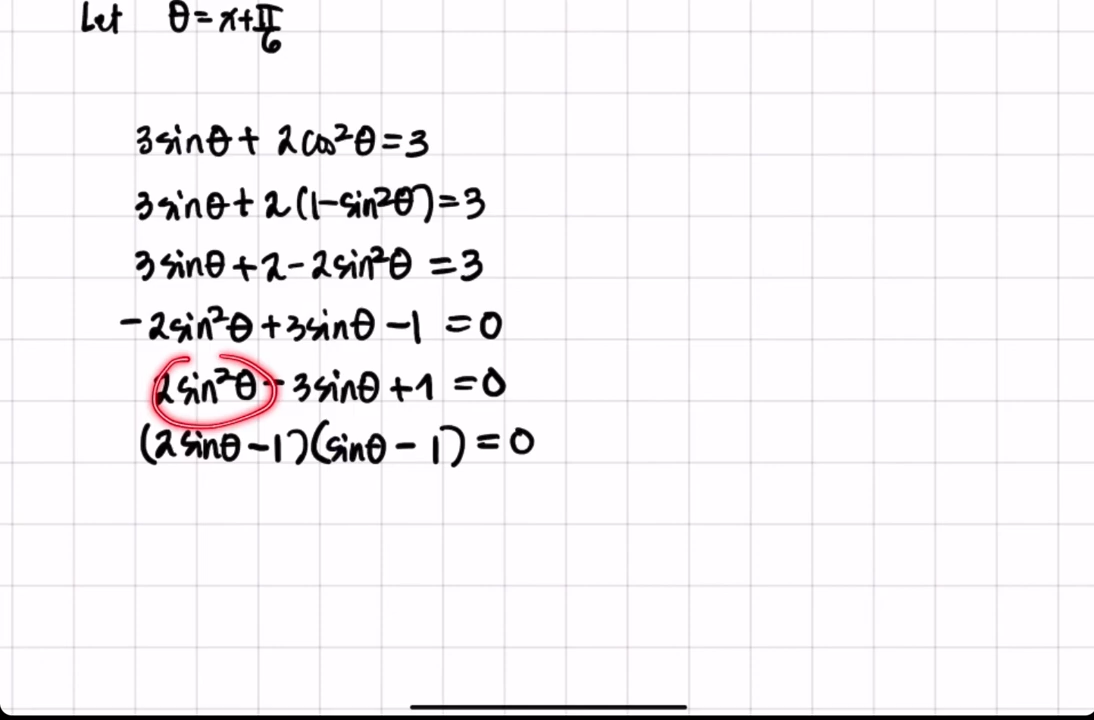 Let θ = x + π/6
3sinθ + 2cos²θ = 3
3sinθ + 2(1-sin²θ) = 3
3sinθ + 2 - 2sin²θ = 3
-2sin²θ + 3sinθ - 1 = 0
2sin²θ - 3sinθ + 1 = 0
(2sinθ - 1)(sinθ - 1) = 0